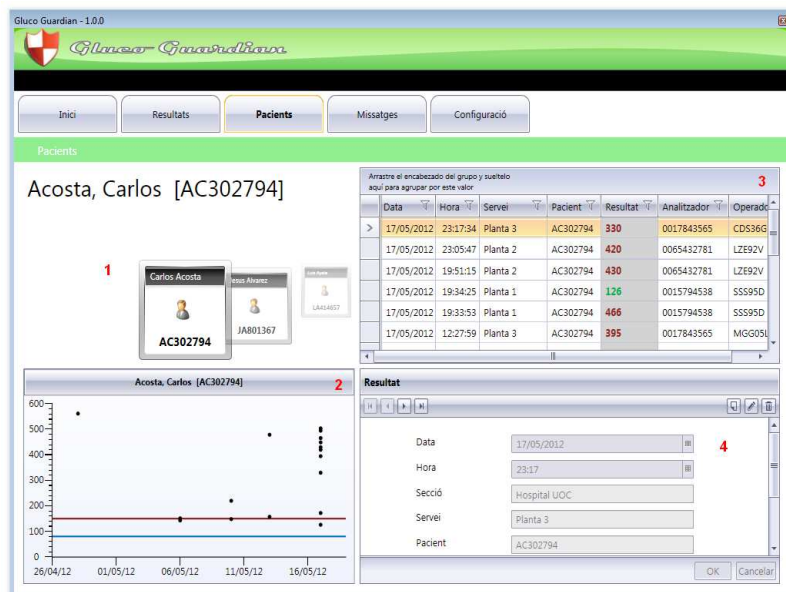 Gluco Guardian - 1.0.0
Gluco-Guardian
Inici Resultats Pacients Missatges Configuració
Pacients
Acosta, Carlos [AC302794]
1
Carlos Acosta
AC302794
esus Alvarez
JA801367
LA414657
Arrastre el encabezado del grupo y sueltelo
aquí para agrupar por este valor
3
Data Hora Servei Pacient Resultat Analitzador Operado
17/05/2012 23:17:34 Planta 3 AC302794 330 0017843565 CDS36G
17/05/2012 23:05:47 Planta 2 AC302794 420 0065432781 LZE92V
17/05/2012 19:51:15 Planta 2 AC302794 430 0065432782 LZE92V
17/05/2012 19:34:25 Planta 1 AC302794 126 0015794538 SSS95D
17/05/2012 19:33:53 Planta 1 AC302794 466 0015794538 SSS95D
17/05/2012 12:27:59 Planta 3 AC302794 395 0017843565 MGG05L
Acosta, Carlos [AC302794]
2
600
500
400
300
200
100
0
26/04/12 01/05/12 06/05/12 11/05/12 16/05/12
Resultat
4
Data 17/05/2012
Hora 23:17
Secció Hospital UOC
Servei Planta 3
Pacient AC302794
OK Cancelar